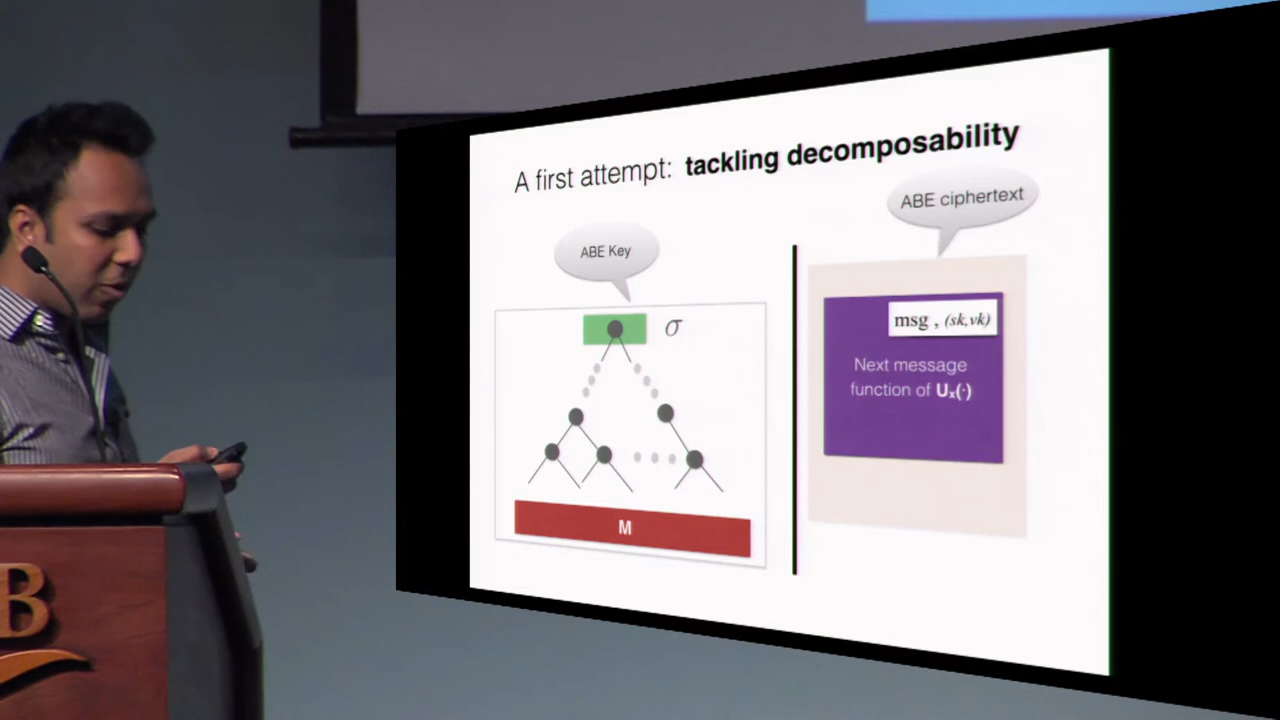 A first attempt: tackling decomposability
ABE Key
ABE ciphertext
σ
msg , (sk,vk)
Next message
function of Uₓ(·)
M
B